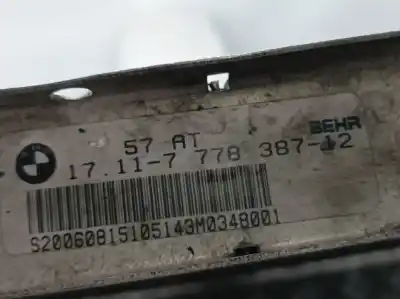 57 AT
BEHR
17.11-7 778 387-12
S20060815105143M0348001